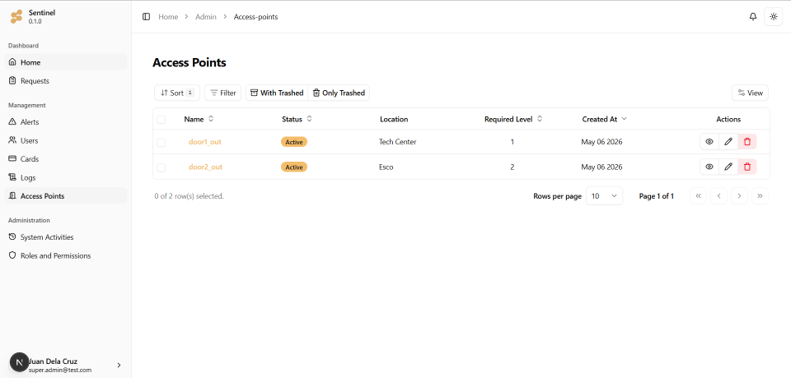 Sentinel
0.1.0
Home > Admin > Access-points
Dashboard
Home
Requests
Management
Alerts
Users
Cards
Logs
Access Points
Administration
System Activities
Roles and Permissions
N
Juan Dela Cruz
super.admin@test.com
Access Points
Sort 1 Filter With Trashed Only Trashed View
Name Status Location Required Level Created At Actions
door1_out Active Tech Center 1 May 06 2026
door2_out Active Esco 2 May 06 2026
0 of 2 row(s) selected. Rows per page 10 Page 1 of 1